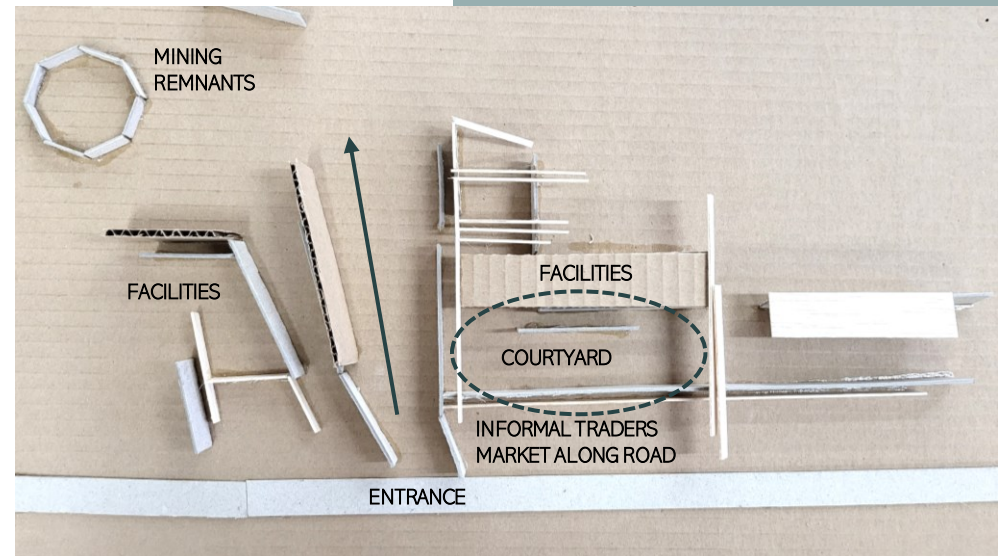 MINING
REMNANTS
FACILITIES
FACILITIES
COURTYARD
INFORMAL TRADERS
MARKET ALONG ROAD
ENTRANCE